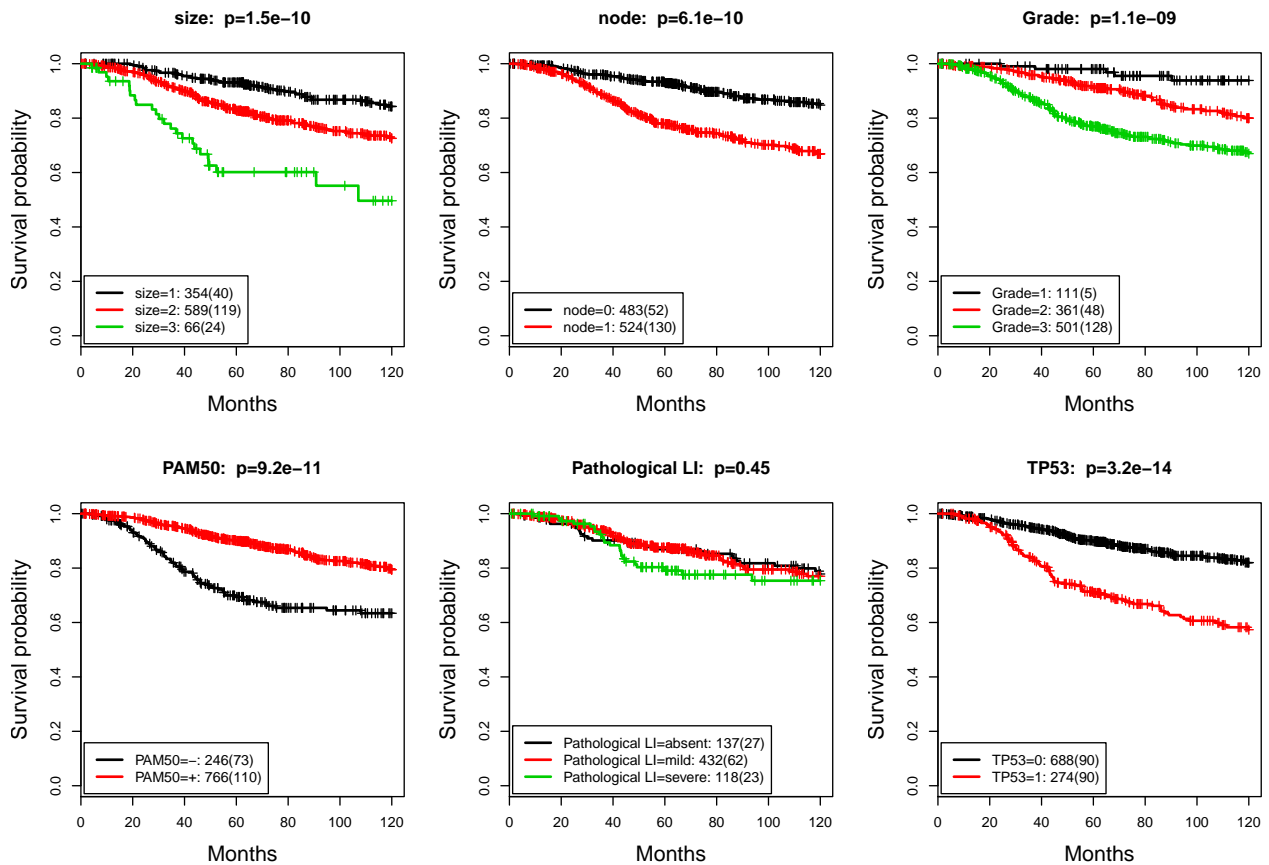 size: p=1.5e−10
Survival probability
0.0 0.2 0.4 0.6 0.8 1.0
size=1: 354(40)
size=2: 589(119)
size=3: 66(24)
0 20 40 60 80 100 120
Months
node: p=6.1e−10
Survival probability
0.0 0.2 0.4 0.6 0.8 1.0
node=0: 483(52)
node=1: 524(130)
0 20 40 60 80 100 120
Months
Grade: p=1.1e−09
Survival probability
0.0 0.2 0.4 0.6 0.8 1.0
Grade=1: 111(5)
Grade=2: 361(48)
Grade=3: 501(128)
0 20 40 60 80 100 120
Months
PAM50: p=9.2e−11
Survival probability
0.0 0.2 0.4 0.6 0.8 1.0
PAM50=−: 246(73)
PAM50=+: 766(110)
0 20 40 60 80 100 120
Months
Pathological LI: p=0.45
Survival probability
0.0 0.2 0.4 0.6 0.8 1.0
Pathological LI=absent: 137(27)
Pathological LI=mild: 432(62)
Pathological LI=severe: 118(23)
0 20 40 60 80 100 120
Months
TP53: p=3.2e−14
Survival probability
0.0 0.2 0.4 0.6 0.8 1.0
TP53=0: 688(90)
TP53=1: 274(90)
0 20 40 60 80 100 120
Months